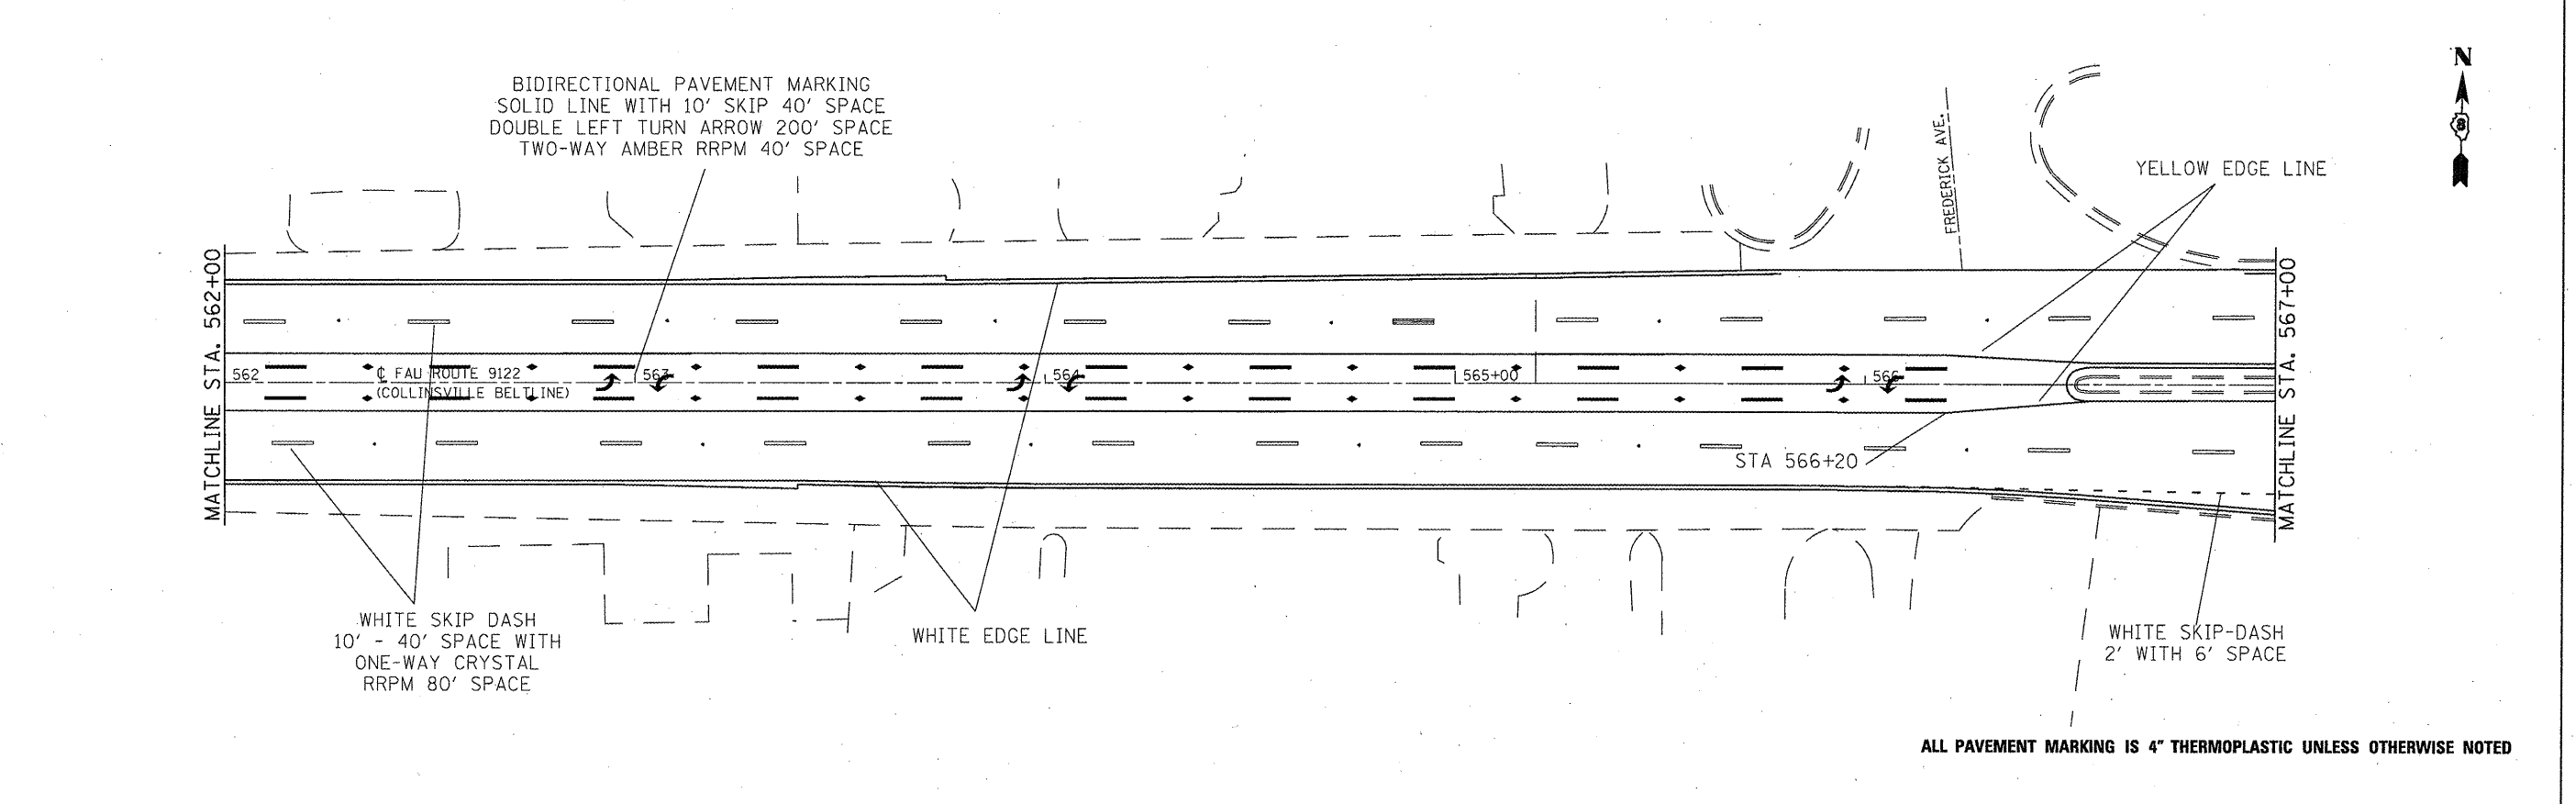 N
8
BIDIRECTIONAL PAVEMENT MARKING
SOLID LINE WITH 10' SKIP 40' SPACE
DOUBLE LEFT TURN ARROW 200' SPACE
TWO-WAY AMBER RRPM 40' SPACE
FREDERICK AVE.
YELLOW EDGE LINE
MATCHLINE STA. 562+00
MATCHLINE STA. 567+00
562
℄ FAU ROUTE 9122
(COLLINSVILLE BELTLINE)
563
564
565+00
566
STA 566+20
WHITE SKIP DASH
10' - 40' SPACE WITH
ONE-WAY CRYSTAL
RRPM 80' SPACE
WHITE EDGE LINE
WHITE SKIP-DASH
2' WITH 6' SPACE
ALL PAVEMENT MARKING IS 4" THERMOPLASTIC UNLESS OTHERWISE NOTED